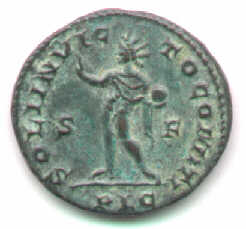 SOLI INVIC
TO COMITI
S F
PLG